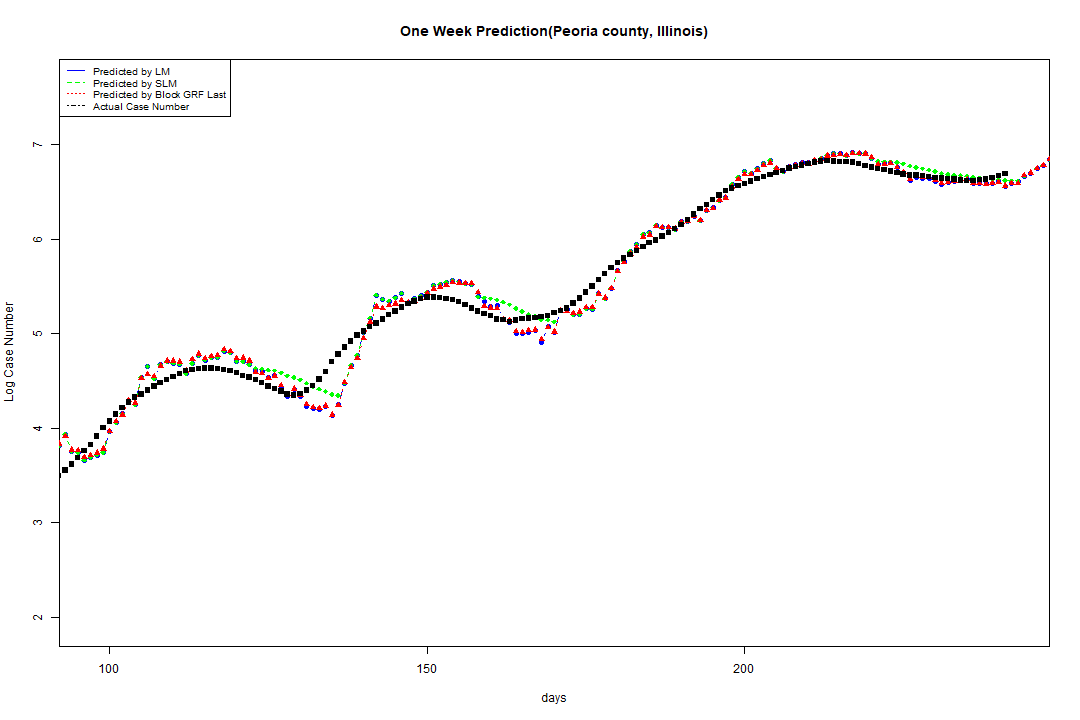 One Week Prediction(Peoria county, Illinois)
Predicted by LM
Predicted by SLM
Predicted by Block GRF Last
Actual Case Number
7
6
5
4
3
2
Log Case Number
100 150 200
days